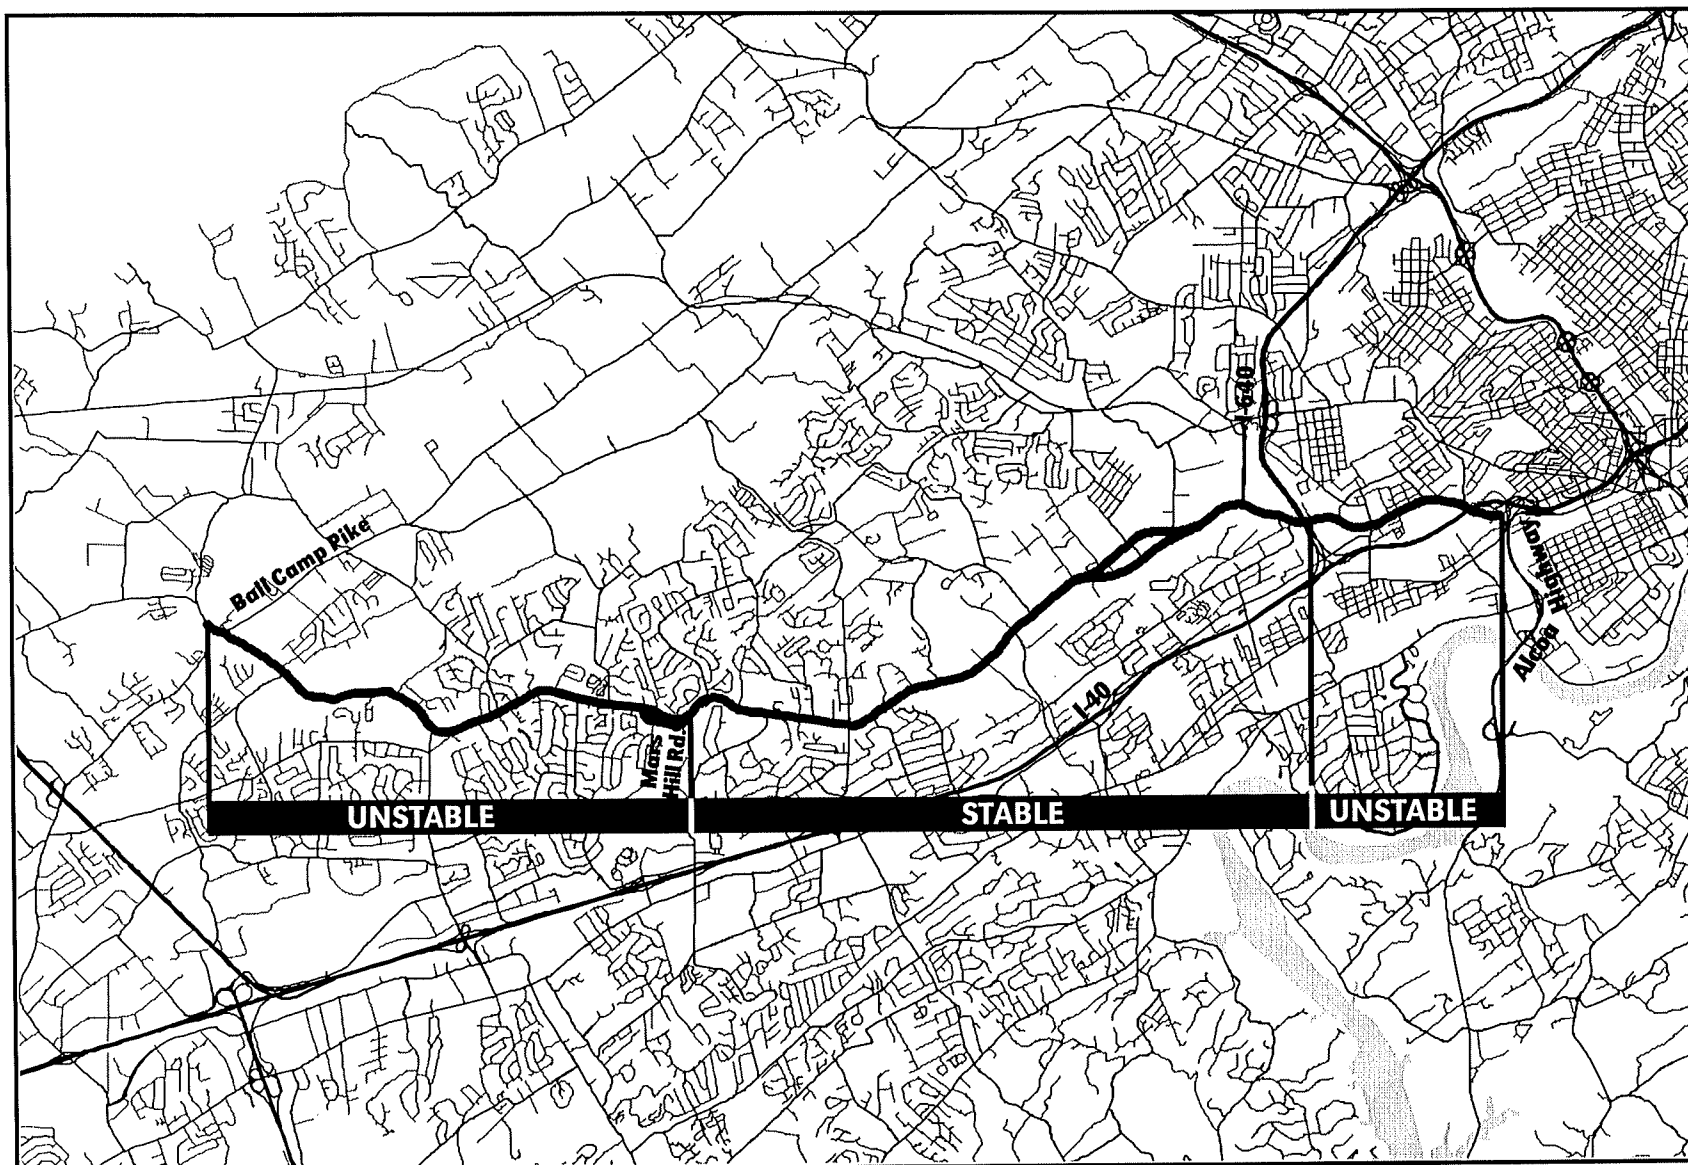 I-640
Ball Camp Pike
Alcoa Highway
I-40
Mars
Hill Rd.
UNSTABLE
STABLE
UNSTABLE